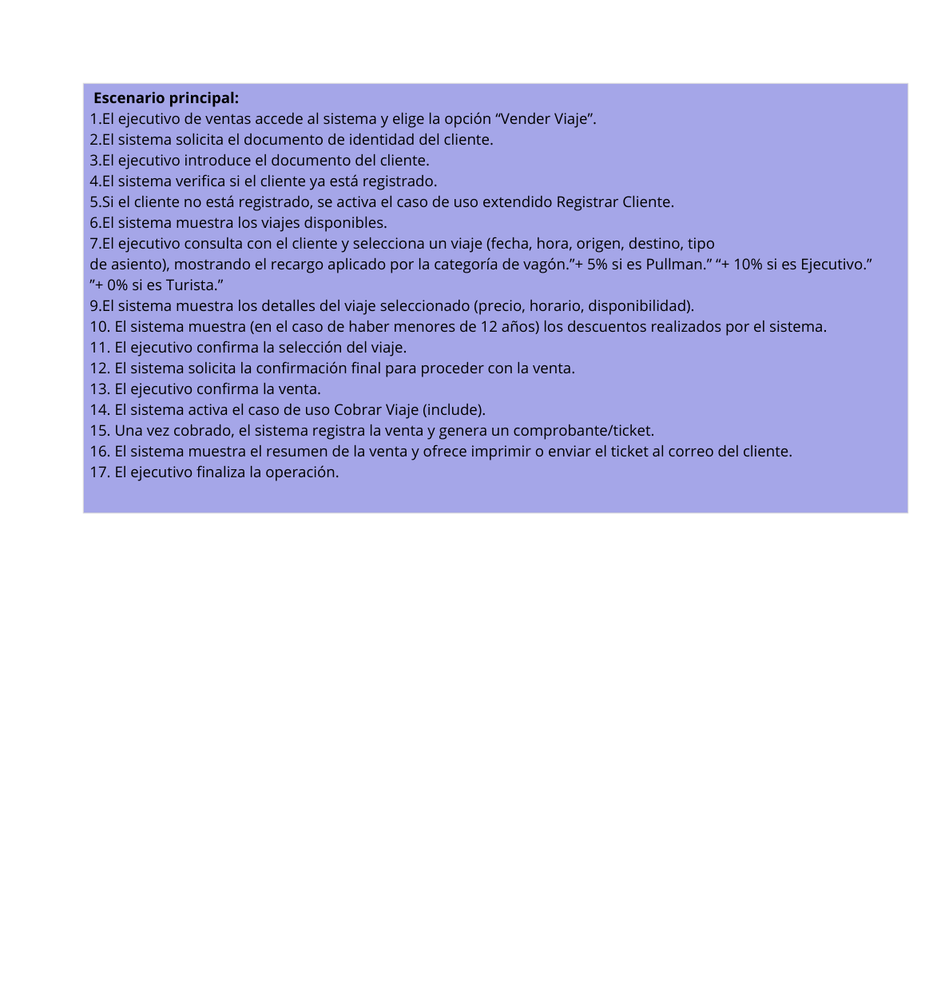 Escenario principal:
1.El ejecutivo de ventas accede al sistema y elige la opción “Vender Viaje”.
2.El sistema solicita el documento de identidad del cliente.
3.El ejecutivo introduce el documento del cliente.
4.El sistema verifica si el cliente ya está registrado.
5.Si el cliente no está registrado, se activa el caso de uso extendido Registrar Cliente.
6.El sistema muestra los viajes disponibles.
7.El ejecutivo consulta con el cliente y selecciona un viaje (fecha, hora, origen, destino, tipo
de asiento), mostrando el recargo aplicado por la categoría de vagón.”+ 5% si es Pullman.” “+ 10% si es Ejecutivo.”
”+ 0% si es Turista.”
9.El sistema muestra los detalles del viaje seleccionado (precio, horario, disponibilidad).
10. El sistema muestra (en el caso de haber menores de 12 años) los descuentos realizados por el sistema.
11. El ejecutivo confirma la selección del viaje.
12. El sistema solicita la confirmación final para proceder con la venta.
13. El ejecutivo confirma la venta.
14. El sistema activa el caso de uso Cobrar Viaje (include).
15. Una vez cobrado, el sistema registra la venta y genera un comprobante/ticket.
16. El sistema muestra el resumen de la venta y ofrece imprimir o enviar el ticket al correo del cliente.
17. El ejecutivo finaliza la operación.